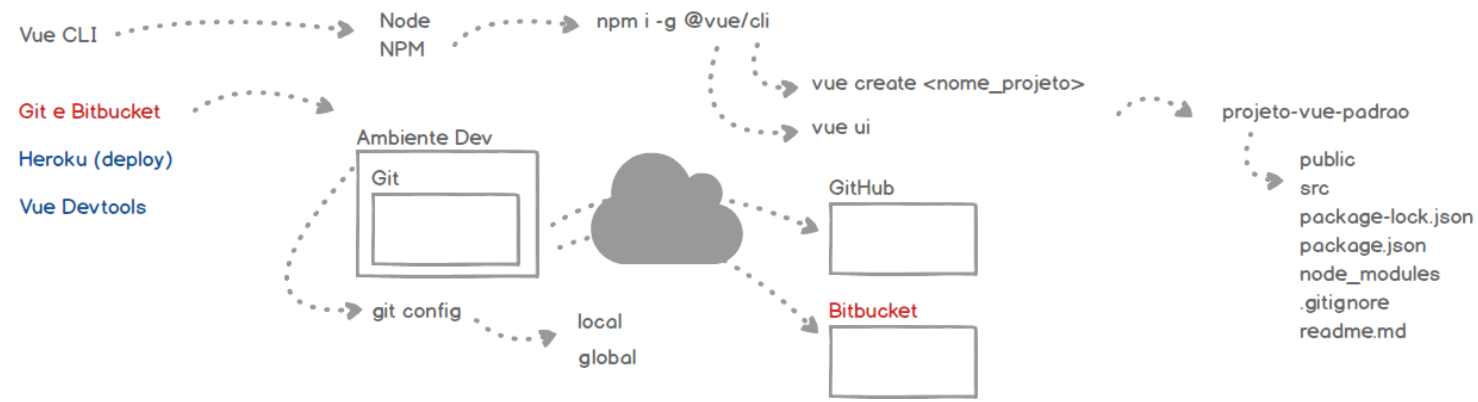 Vue CLI
Node
NPM
npm i -g @vue/cli
vue create <nome_projeto>
vue ui
projeto-vue-padrao
public
src
package-lock.json
package.json
node_modules
.gitignore
readme.md
Git e Bitbucket
Heroku (deploy)
Vue Devtools
Ambiente Dev
Git
git config
local
global
GitHub
Bitbucket